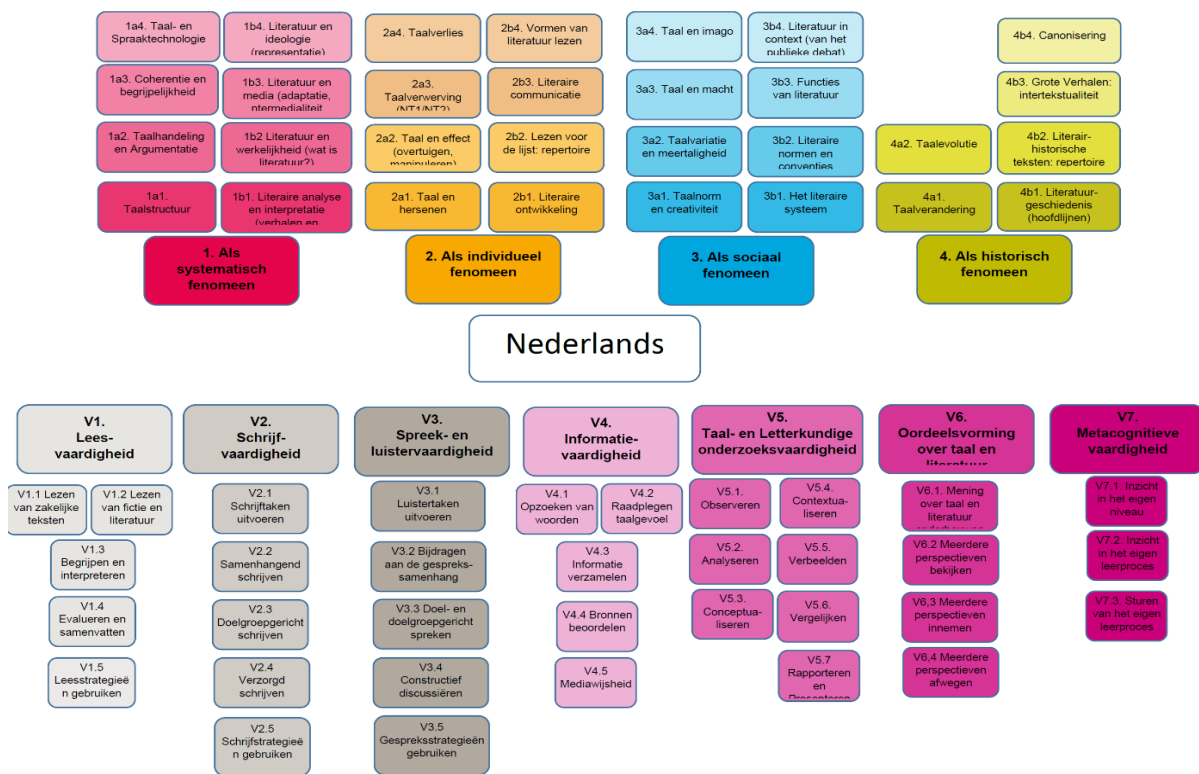 1a4. Taal- en
Spraaktechnologie
1b4. Literatuur en
ideologie
(representatie)
2a4. Taalverlies
2b4. Vormen van
literatuur lezen
3a4. Taal en imago
3b4. Literatuur in
context (van het
publieke debat)
4b4. Canonisering
1a3. Coherentie en
begrijpelijkheid
1b3. Literatuur en
media (adaptatie,
ntermedialiteit
2a3.
Taalverwerving
(NT1/NT2)
2b3. Literaire
communicatie
3a3. Taal en macht
3b3. Functies
van literatuur
4b3. Grote Verhalen:
intertekstualiteit
1a2. Taalhandeling
en Argumentatie
1b2 Literatuur en
werkelijkheid (wat is
literatuur?)
2a2. Taal en effect
(overtuigen,
manipuleren)
2b2. Lezen voor
de lijst: repertoire
3a2. Taalvariatie
en meertaligheid
3b2. Literaire
normen en
conventies
4a2. Taalevolutie
4b2. Literair-
historische
teksten: repertoire
1a1.
Taalstructuur
1b1. Literaire analyse
en interpretatie
(verhalen en
2a1. Taal en
hersenen
2b1. Literaire
ontwikkeling
3a1. Taalnorm
en creativiteit
3b1. Het literaire
systeem
4a1.
Taalverandering
4b1. Literatuur-
geschiedenis
(hoofdlijnen)
1. Als
systematisch
fenomeen
2. Als individueel
fenomeen
3. Als sociaal
fenomeen
4. Als historisch
fenomeen
Nederlands
V1.
Lees-
vaardigheid
V2.
Schrijf-
vaardigheid
V3.
Spreek- en
luistervaardigheid
V4.
Informatie-
vaardigheid
V5.
Taal- en Letterkundige
onderzoeksvaardigheid
V6.
Oordeelsvorming
over taal en
literatuur
V7.
Metacognitieve
vaardigheid
V1.1 Lezen
van zakelijke
teksten
V1.2 Lezen
van fictie en
literatuur
V1.3
Begrijpen en
interpreteren
V1.4
Evalueren en
samenvatten
V1.5
Leesstrategieë
n gebruiken
V2.1
Schrijftaken
uitvoeren
V2.2
Samenhangend
schrijven
V2.3
Doelgroepgericht
schrijven
V2.4
Verzorgd
schrijven
V2.5
Schrijfstrategieë
n gebruiken
V3.1
Luistertaken
uitvoeren
V3.2 Bijdragen
aan de gespreks-
samenhang
V3.3 Doel- en
doelgroepgericht
spreken
V3.4
Constructief
discussiëren
V3.5
Gespreksstrategieën
gebruiken
V4.1
Opzoeken van
woorden
V4.2
Raadplegen
taalgevoel
V4.3
Informatie
verzamelen
V4.4 Bronnen
beoordelen
V4.5
Mediawijsheid
V5.1.
Observeren
V5.4.
Contextua-
liseren
V5.2.
Analyseren
V5.5.
Verbeelden
V5.3.
Conceptua-
liseren
V5.6.
Vergelijken
V5.7
Rapporteren
en
Presenteren
V6.1. Mening
over taal en
literatuur
V6.2 Meerdere
perspectieven
bekijken
V6,3 Meerdere
perspectieven
innemen
V6,4 Meerdere
perspectieven
afwegen
V7.1. Inzicht
in het eigen
niveau
V7.2. Inzicht
in het eigen
leerproces
V7.3. Sturen
van het eigen
leerproces